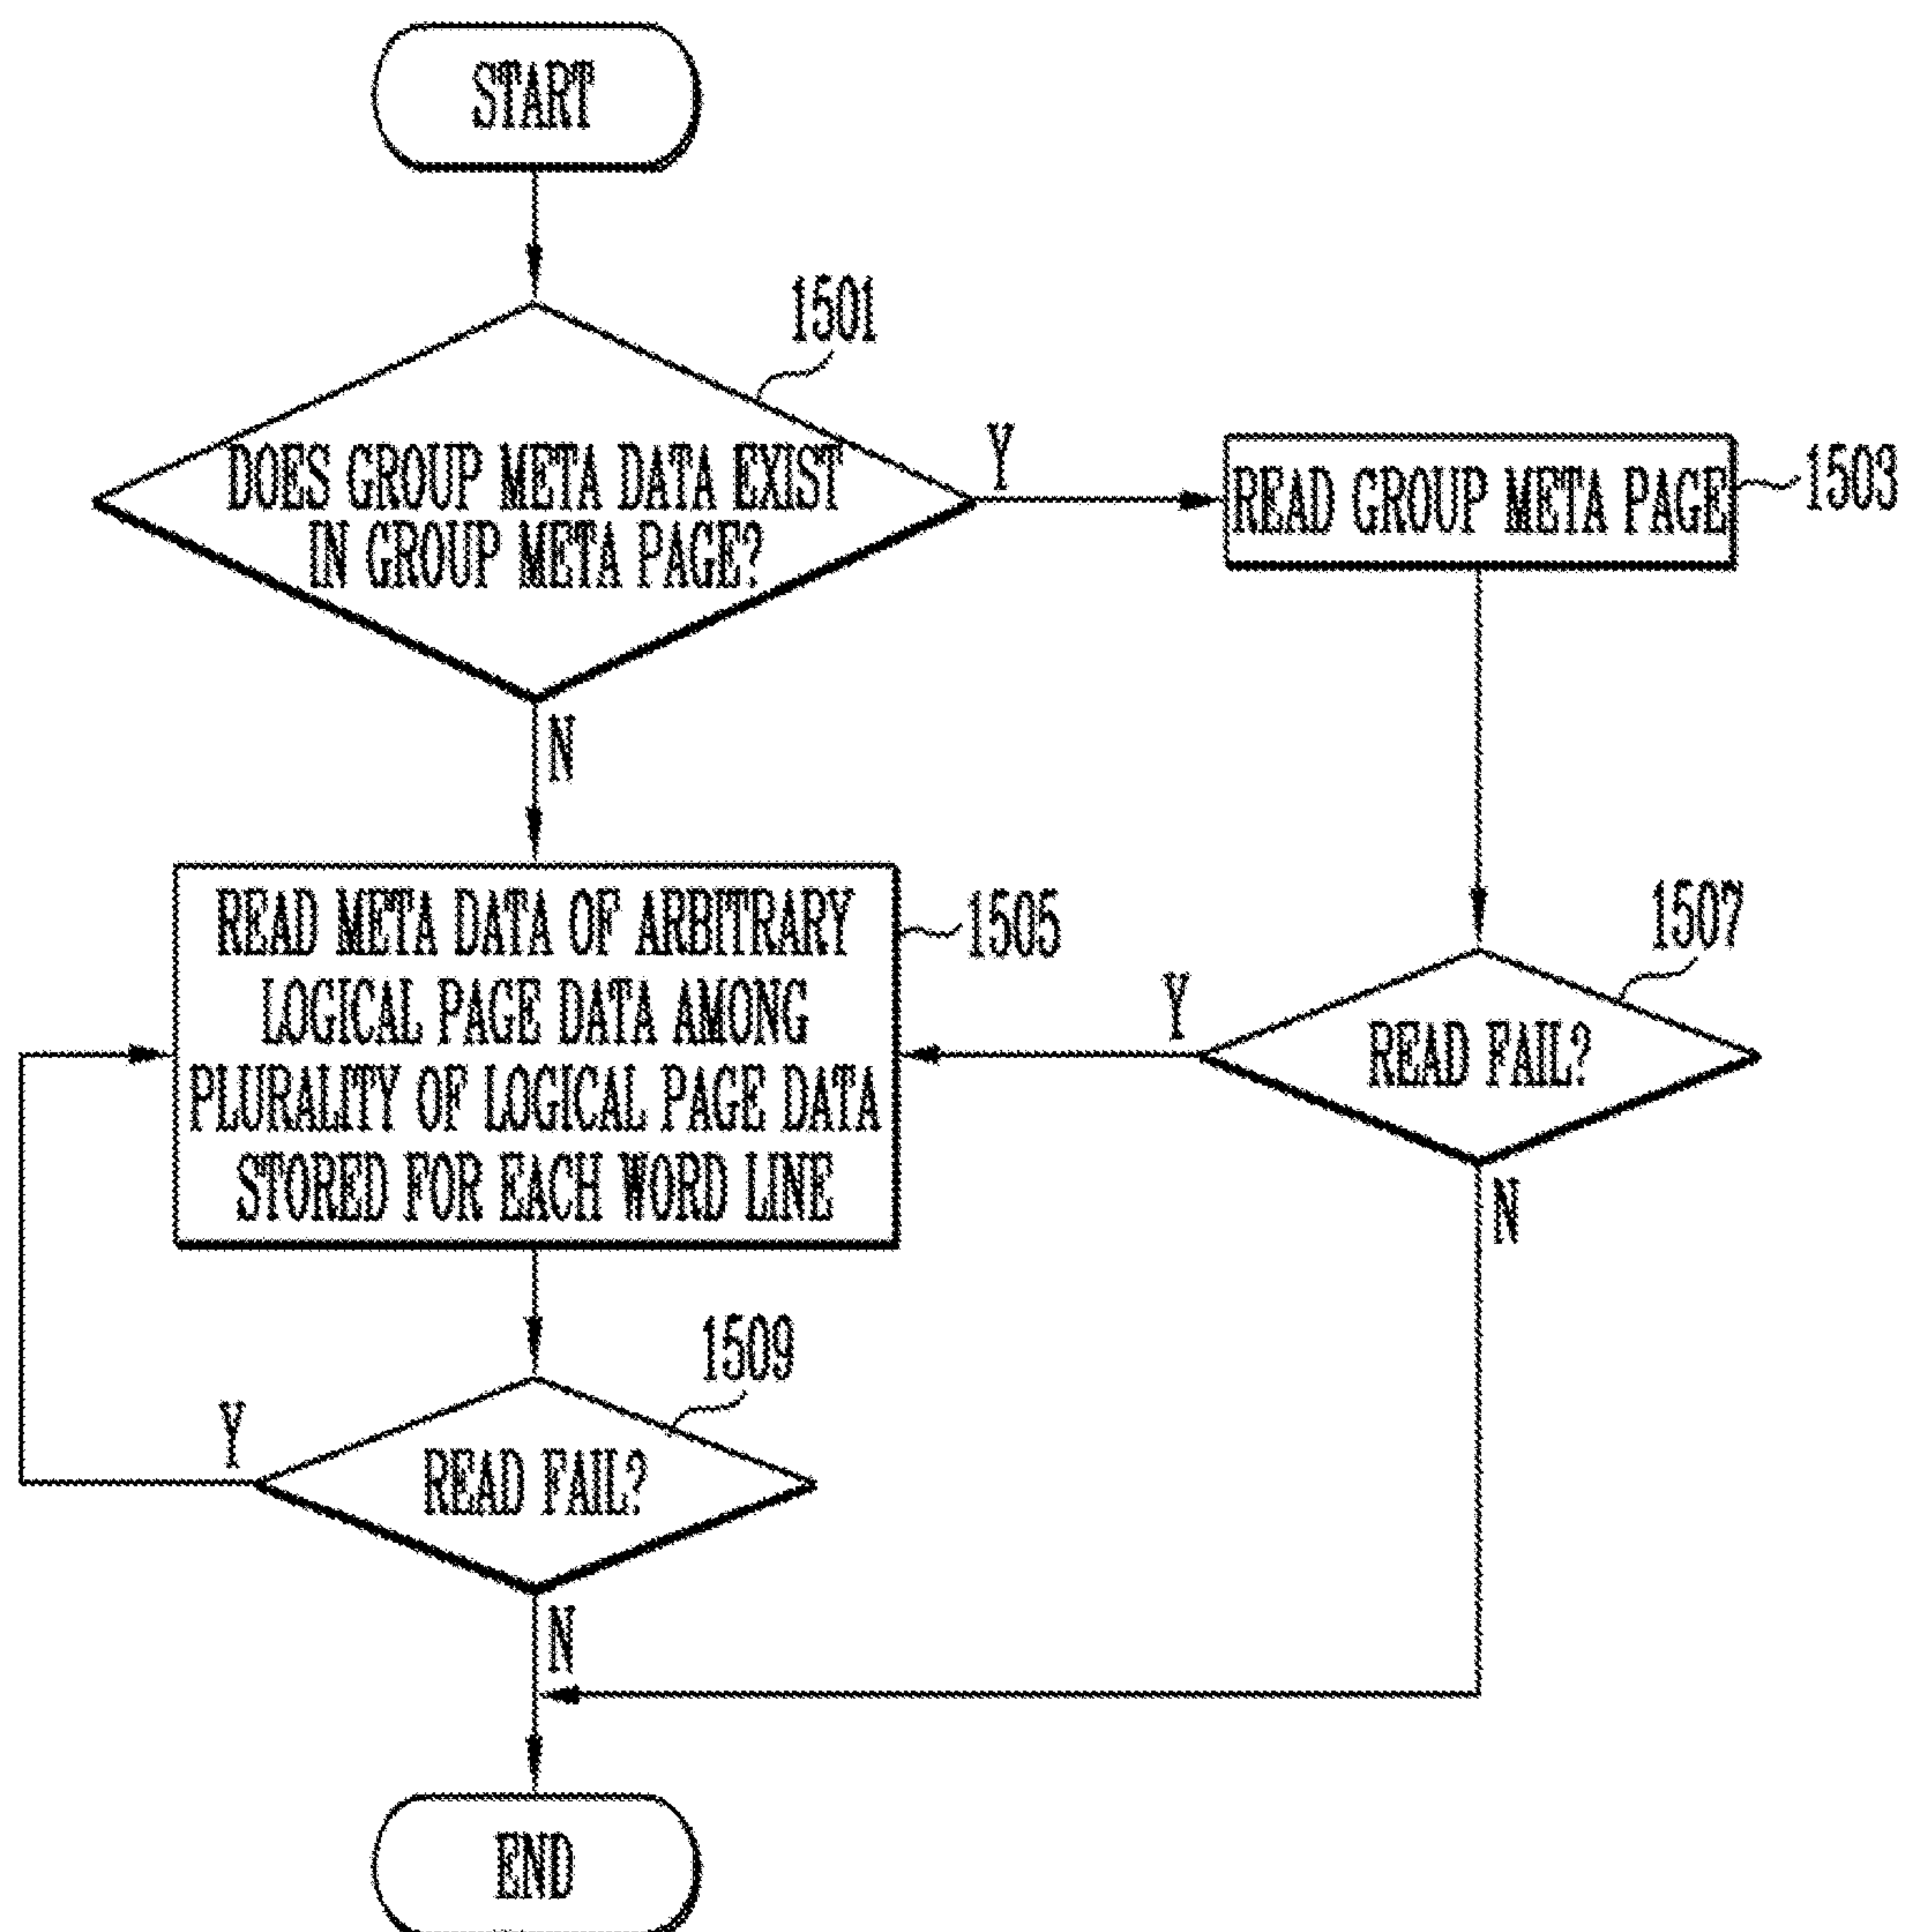 START
1501
DOES GROUP META DATA EXIST
IN GROUP META PAGE?
Y
READ GROUP META PAGE
1503
N
READ META DATA OF ARBITRARY
LOGICAL PAGE DATA AMONG
PLURALITY OF LOGICAL PAGE DATA
STORED FOR EACH WORD LINE
1505
1507
Y
READ FAIL?
N
1509
Y
READ FAIL?
N
END